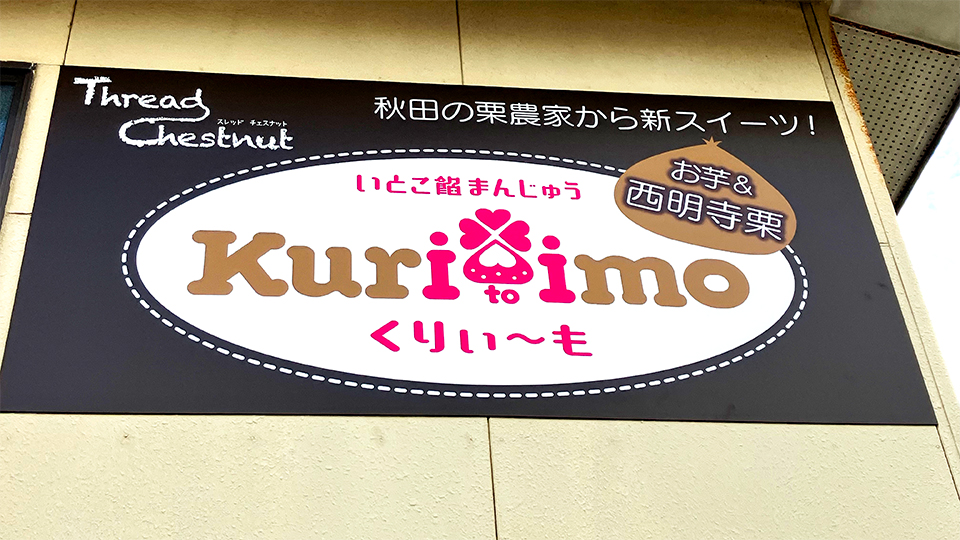 Thread
Chestnut
スレッド チェスナット
秋田の栗農家から新スイーツ!
お芋&
西明寺栗
いとこ餡まんじゅう
Kuri to imo
くりぃ〜も